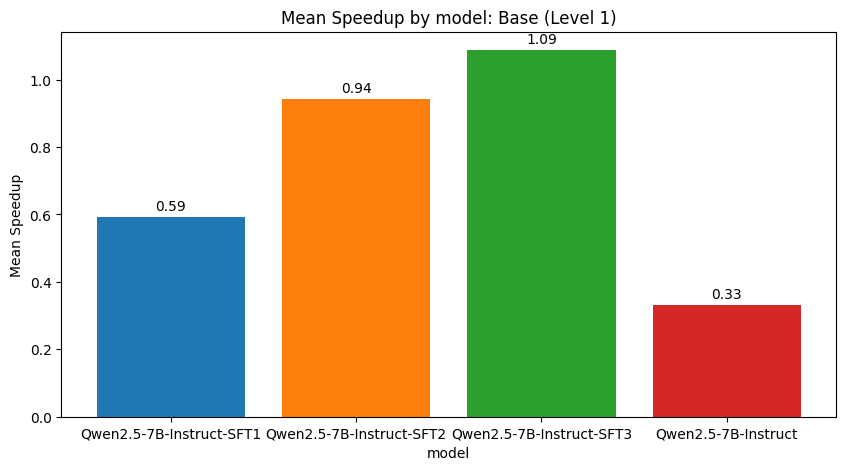 Mean Speedup by model: Base (Level 1)
1.09
0.94
0.59
0.33
Mean Speedup
1.0
0.8
0.6
0.4
0.2
0.0
Qwen2.5-7B-Instruct-SFT1 Qwen2.5-7B-Instruct-SFT2 Qwen2.5-7B-Instruct-SFT3 Qwen2.5-7B-Instruct
model